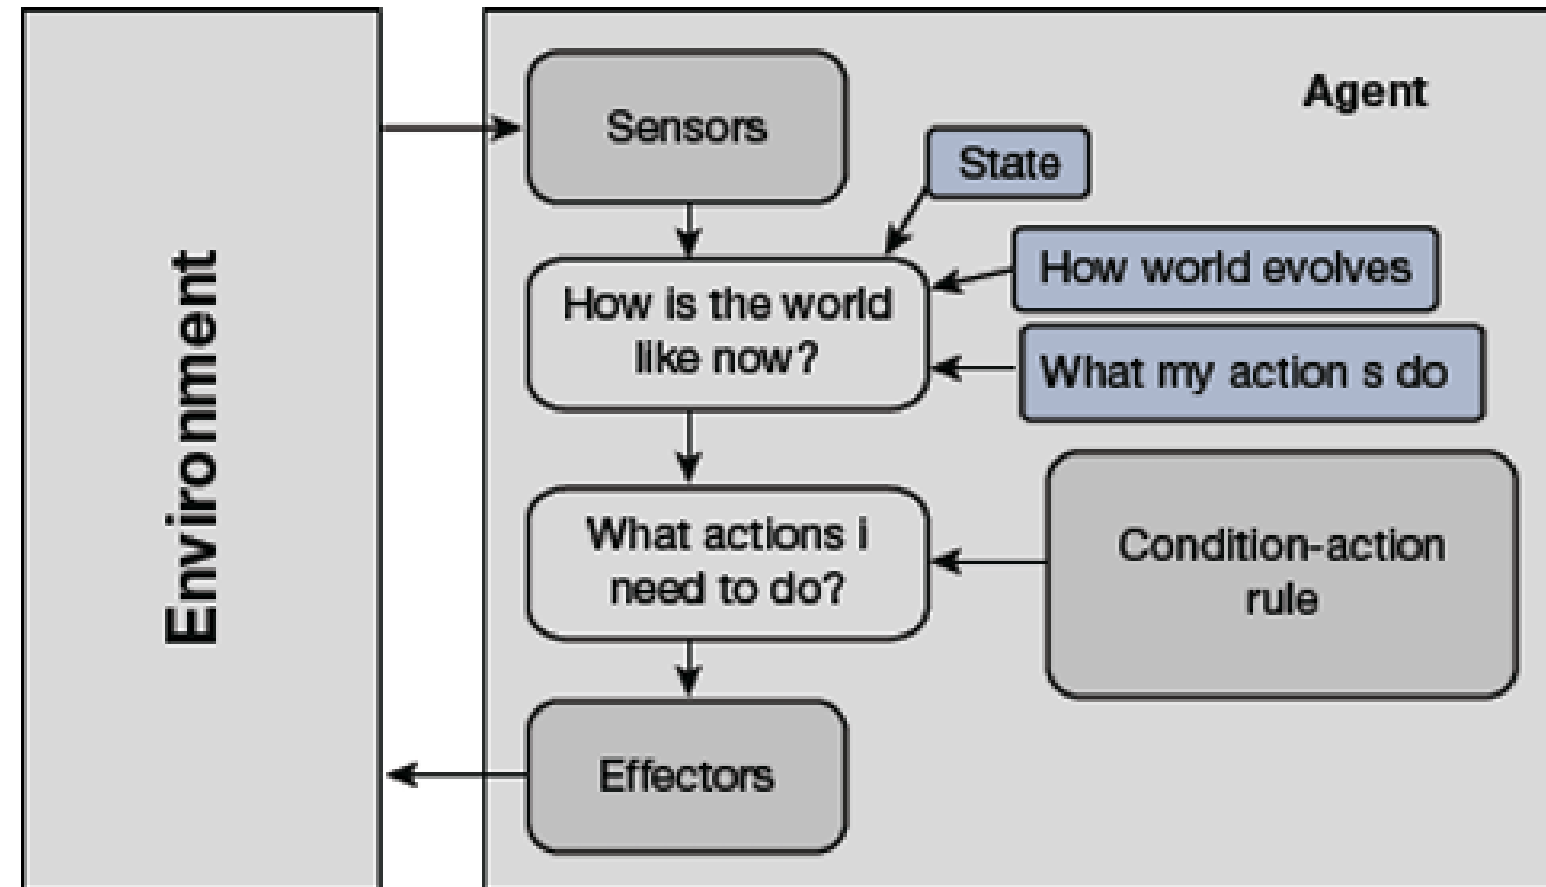 Environment
Agent
Sensors
State
How world evolves
How is the world
like now?
What my action s do
What actions i
need to do?
Condition-action
rule
Effectors